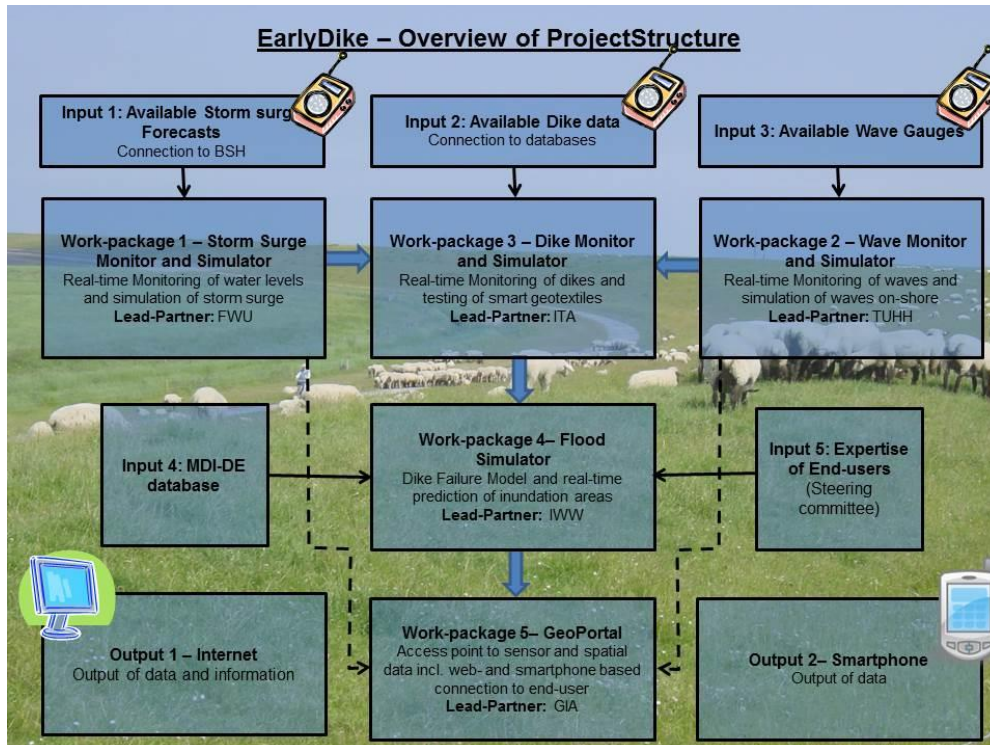 EarlyDike – Overview of ProjectStructure
Input 1: Available Storm surge
Forecasts
Connection to BSH
Input 2: Available Dike data
Connection to databases
Input 3: Available Wave Gauges
Work-package 1 – Storm Surge
Monitor and Simulator
Real-time Monitoring of water levels
and simulation of storm surge
Lead-Partner: FWU
Work-package 3 – Dike Monitor
and Simulator
Real-time Monitoring of dikes and
testing of smart geotextiles
Lead-Partner: ITA
Work-package 2 – Wave Monitor
and Simulator
Real-time Monitoring of waves and
simulation of waves on-shore
Lead-Partner: TUHH
Input 4: MDI-DE
database
Work-package 4– Flood
Simulator
Dike Failure Model and real-time
prediction of inundation areas
Lead-Partner: IWW
Input 5: Expertise
of End-users
(Steering
committee)
Output 1 – Internet
Output of data and information
Work-package 5– GeoPortal
Access point to sensor and spatial
data incl. web- and smartphone based
connection to end-user
Lead-Partner: GIA
Output 2– Smartphone
Output of data